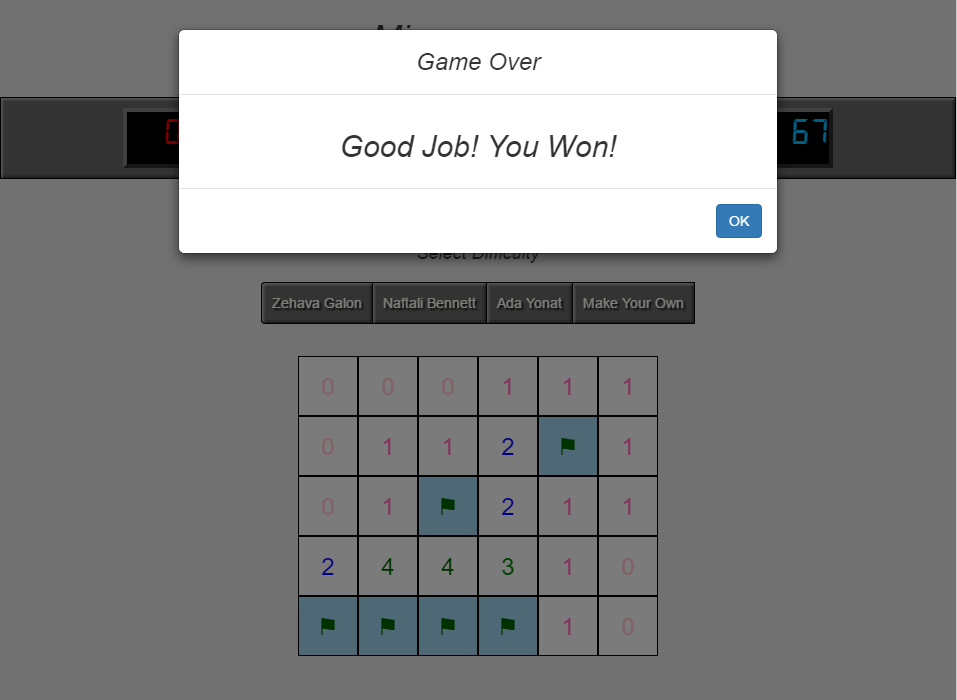 Game Over
Good Job! You Won!
67
OK
Select Difficulty
Zehava Galon Naftali Bennett Ada Yonat Make Your Own
0 0 0 1 1 1
0 1 1 2 1
0 1 2 1 1
2 4 4 3 1 0
1 0